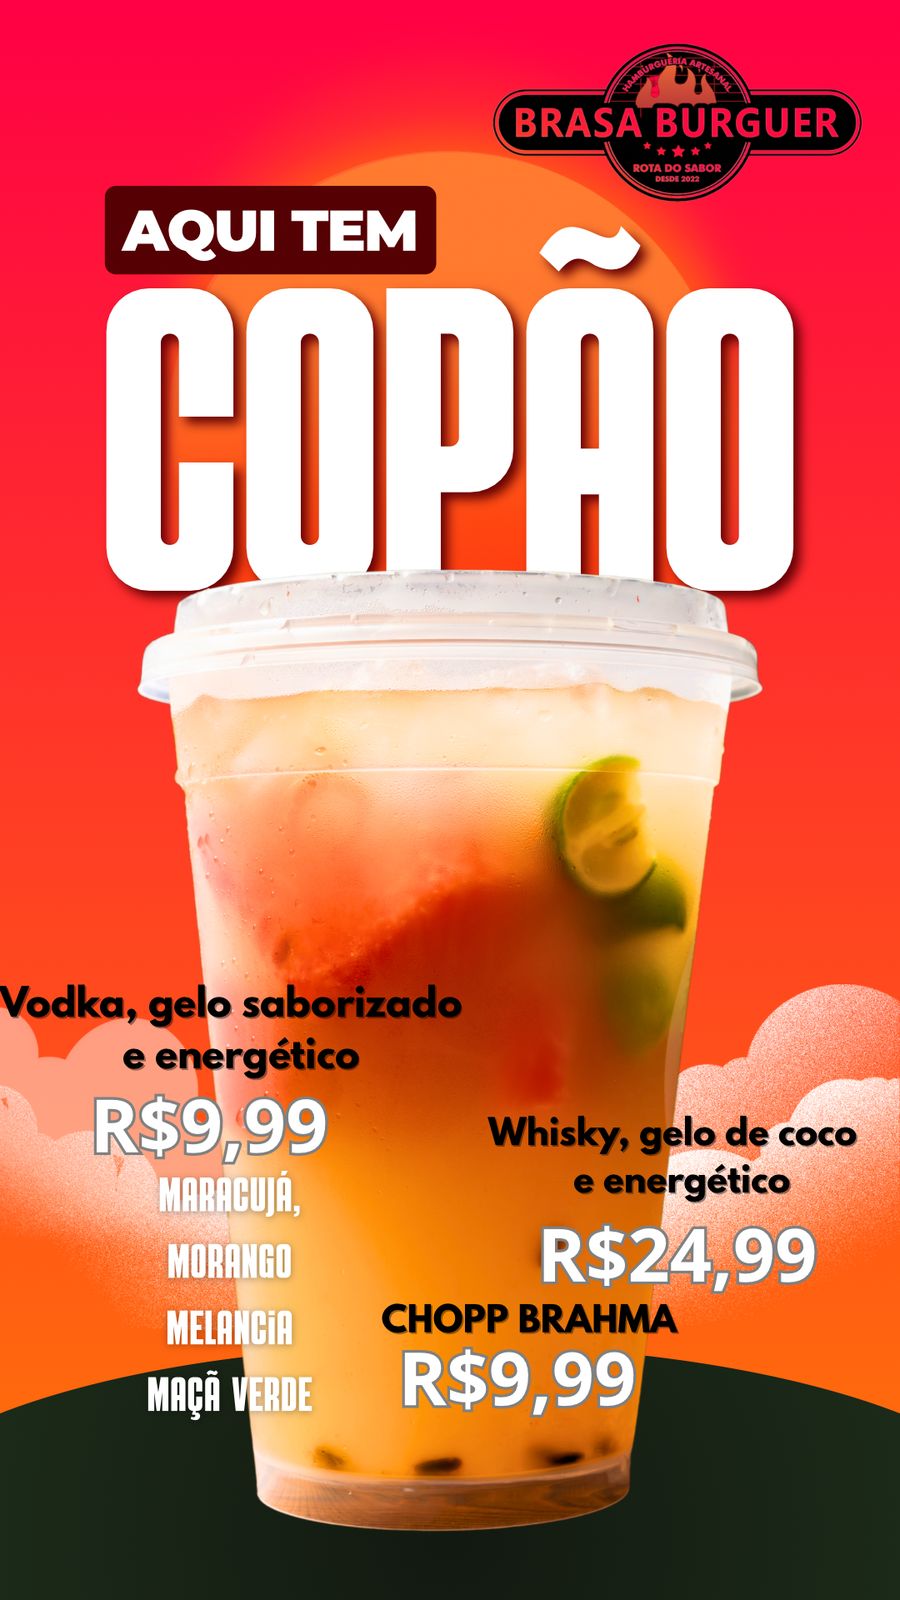 HAMBURGUERIA ARTESANAL
BRASA BURGUER
ROTA DO SABOR
DESDE 2022
AQUI TEM
COPÃO
Vodka, gelo saborizado
e energético
R$9,99
MARACUJÁ,
MORANGO
MELANCiA
MAÇÃ VERDE
Whisky, gelo de coco
e energético
R$24,99
CHOPP BRAHMA
R$9,99